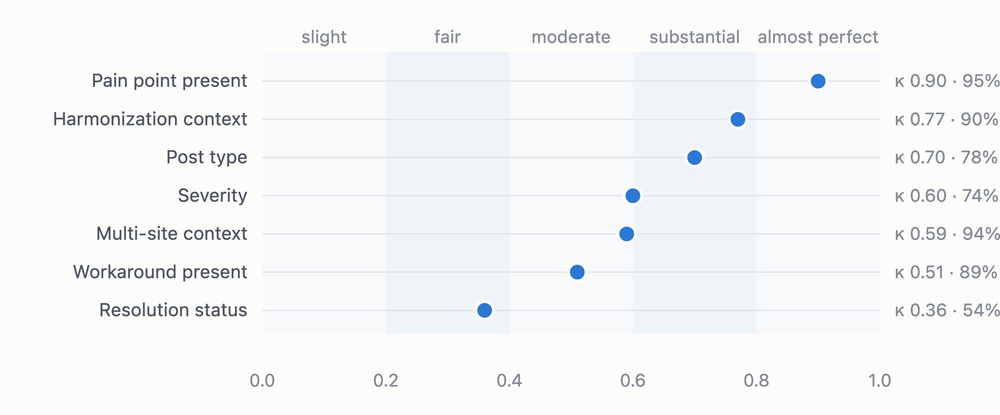 slight fair moderate substantial almost perfect
Pain point present κ 0.90 · 95%
Harmonization context κ 0.77 · 90%
Post type κ 0.70 · 78%
Severity κ 0.60 · 74%
Multi-site context κ 0.59 · 94%
Workaround present κ 0.51 · 89%
Resolution status κ 0.36 · 54%
0.0 0.2 0.4 0.6 0.8 1.0